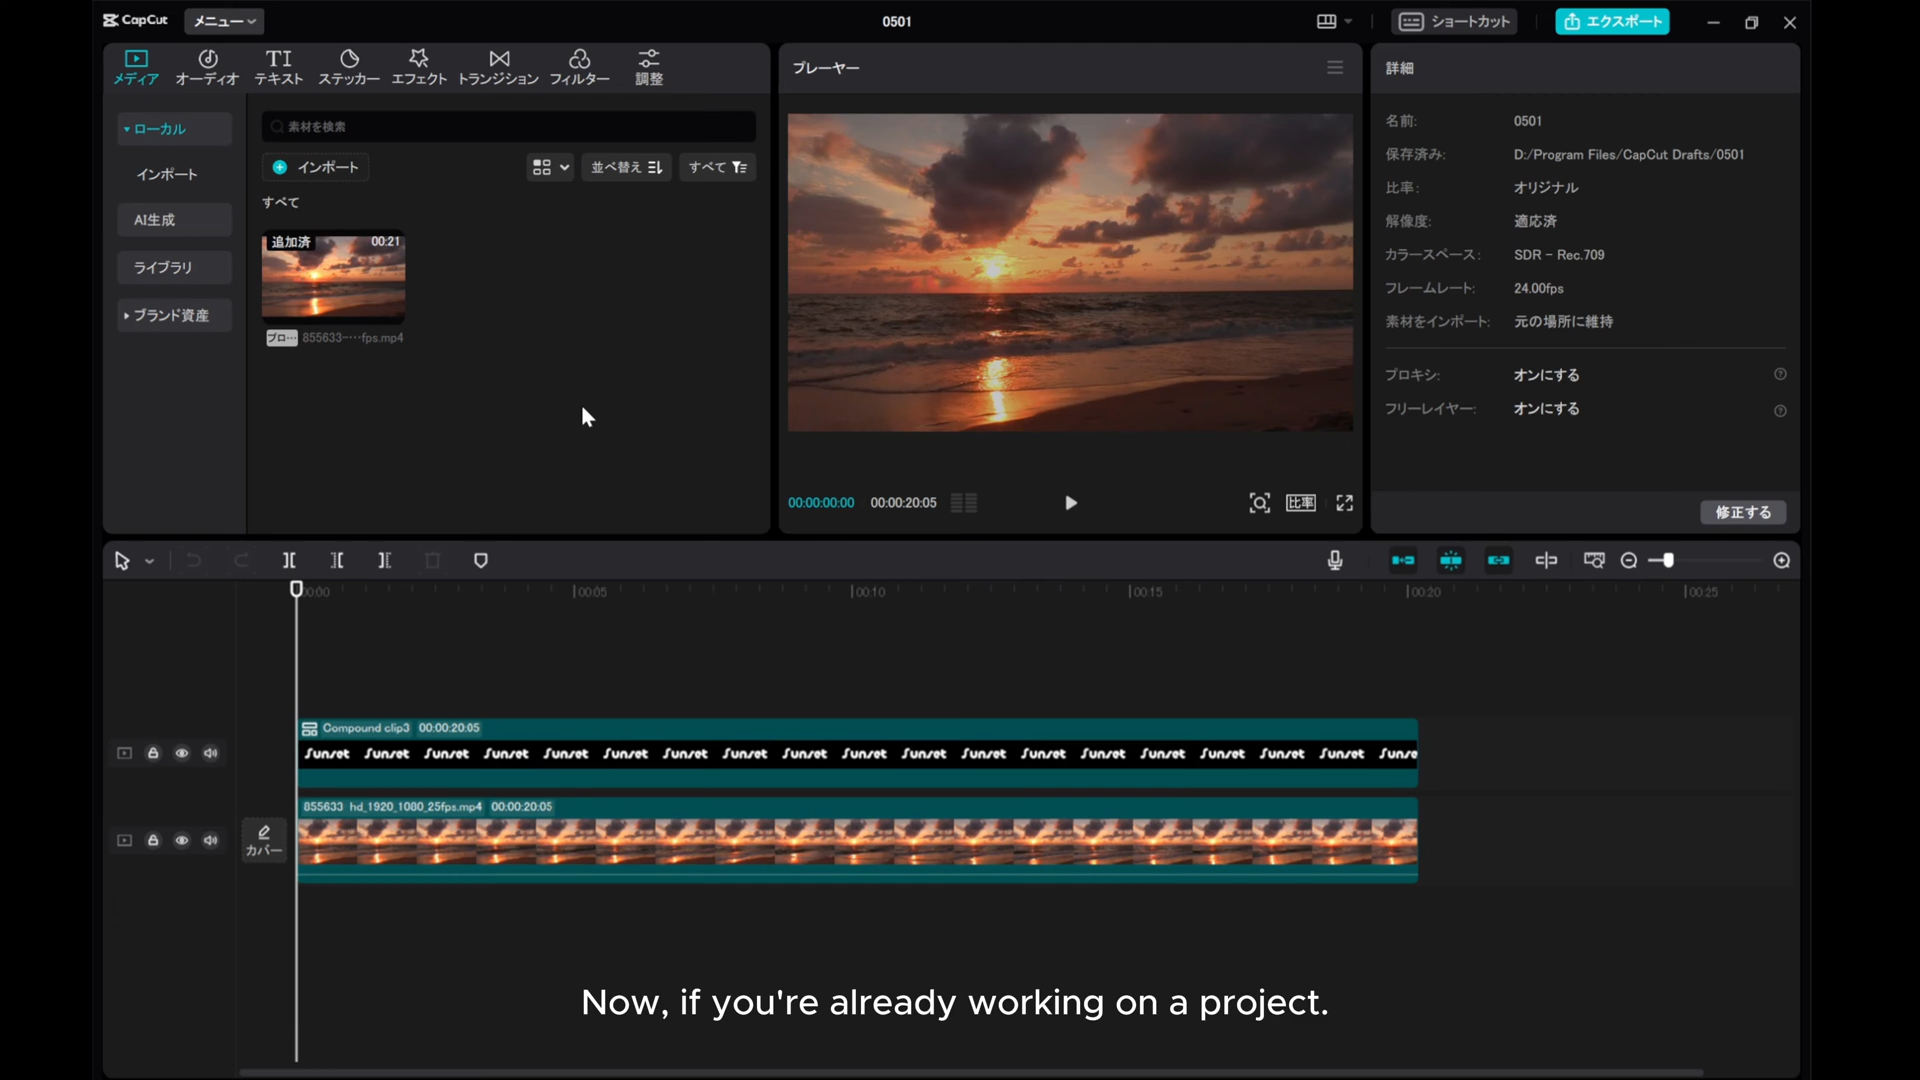 CapCut
メニュー
0501
ショートカット
エクスポート
メディア
オーディオ
テキスト
ステッカー
エフェクト
トランジション
フィルター
調整
ローカル
インポート
AI生成
ライブラリ
ブランド資産
素材を検索
インポート
並べ替え
すべて
すべて
追加済 00:21
プロ… 855633-…fps.mp4
プレーヤー
00:00:00:00 00:00:20:05
比率
詳細
名前: 0501
保存済み: D:/Program Files/CapCut Drafts/0501
比率: オリジナル
解像度: 適応済
カラースペース: SDR - Rec.709
フレームレート: 24.00fps
素材をインポート: 元の場所に維持
プロキシ: オンにする
フリーレイヤー: オンにする
修正する
00:00 00:05 00:10 00:15 00:20 00:25
Compound clip3 00:00:20:05
Sunset Sunset Sunset Sunset Sunset Sunset Sunset Sunset Sunset Sunset Sunset Sunset Sunset Sunset Sunset Sunset Sunset Sunset Sunse
855633 hd_1920_1080_25fps.mp4 00:00:20:05
カバー
Now, if you're already working on a project.